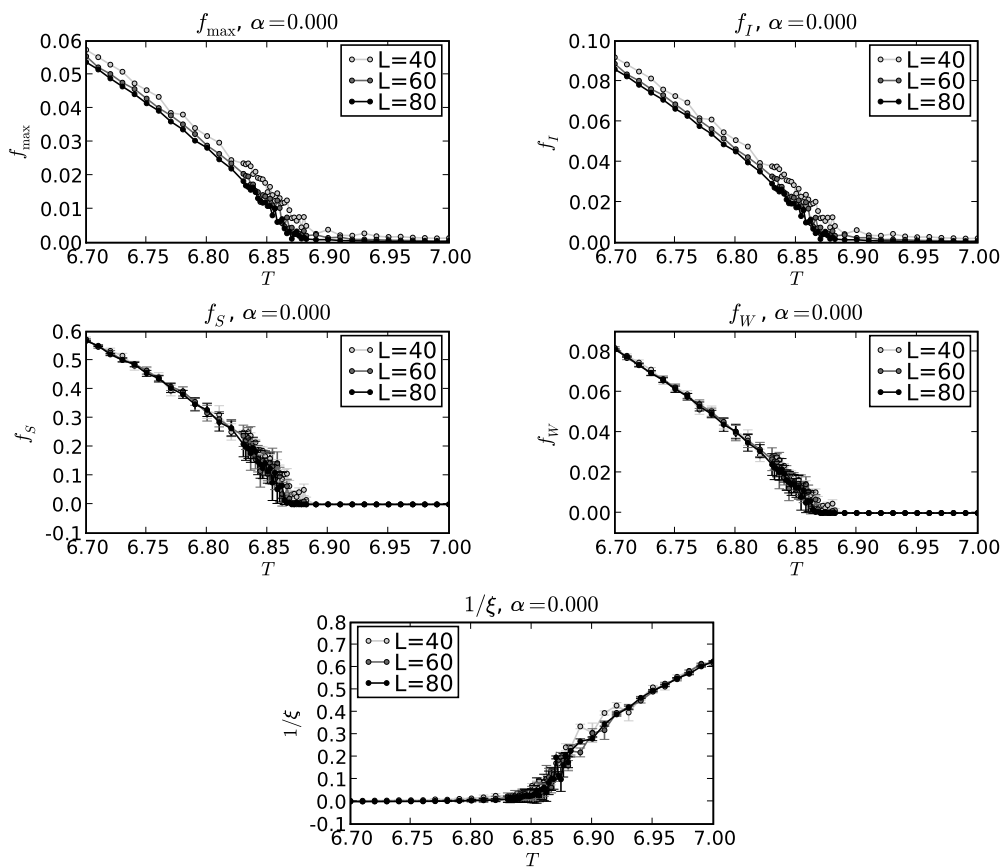 f_max, α=0.000
0.06
0.05
0.04
0.03
0.02
0.01
0.00
f_max
L=40
L=60
L=80
6.70 6.75 6.80 6.85 6.90 6.95 7.00
T
f_I, α=0.000
0.10
0.08
0.06
0.04
0.02
0.00
f_I
L=40
L=60
L=80
6.70 6.75 6.80 6.85 6.90 6.95 7.00
T
f_S, α=0.000
0.6
0.5
0.4
0.3
0.2
0.1
0.0
-0.1
f_S
L=40
L=60
L=80
6.70 6.75 6.80 6.85 6.90 6.95 7.00
T
f_W, α=0.000
0.08
0.06
0.04
0.02
0.00
f_W
L=40
L=60
L=80
6.70 6.75 6.80 6.85 6.90 6.95 7.00
T
1/ξ, α=0.000
0.8
0.7
0.6
0.5
0.4
0.3
0.2
0.1
0.0
-0.1
1/ξ
L=40
L=60
L=80
6.70 6.75 6.80 6.85 6.90 6.95 7.00
T